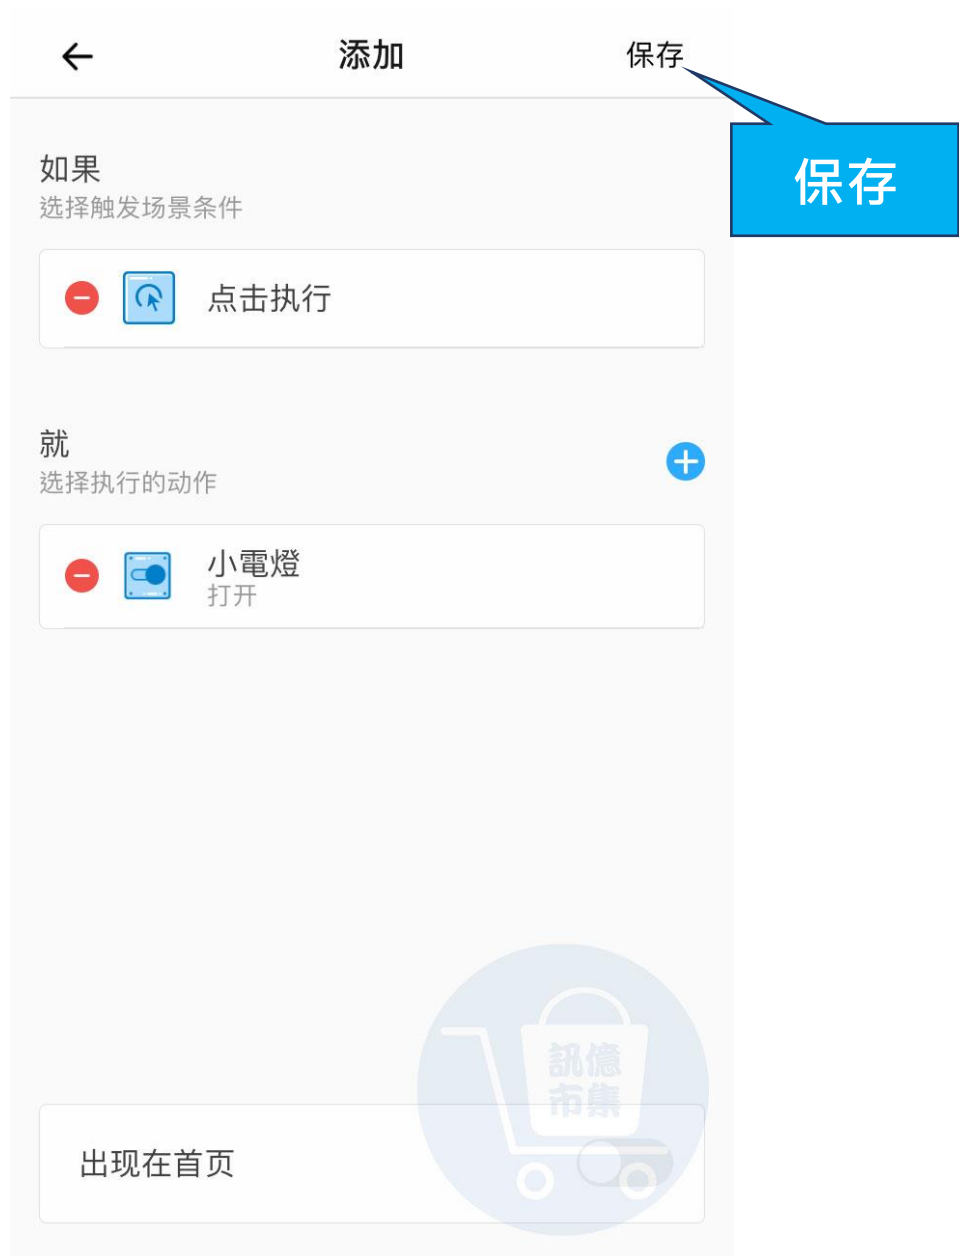 添加
保存
保存
如果
选择触发场景条件
点击执行
就
选择执行的动作
小電燈
打开
訊億
市集
出现在首页